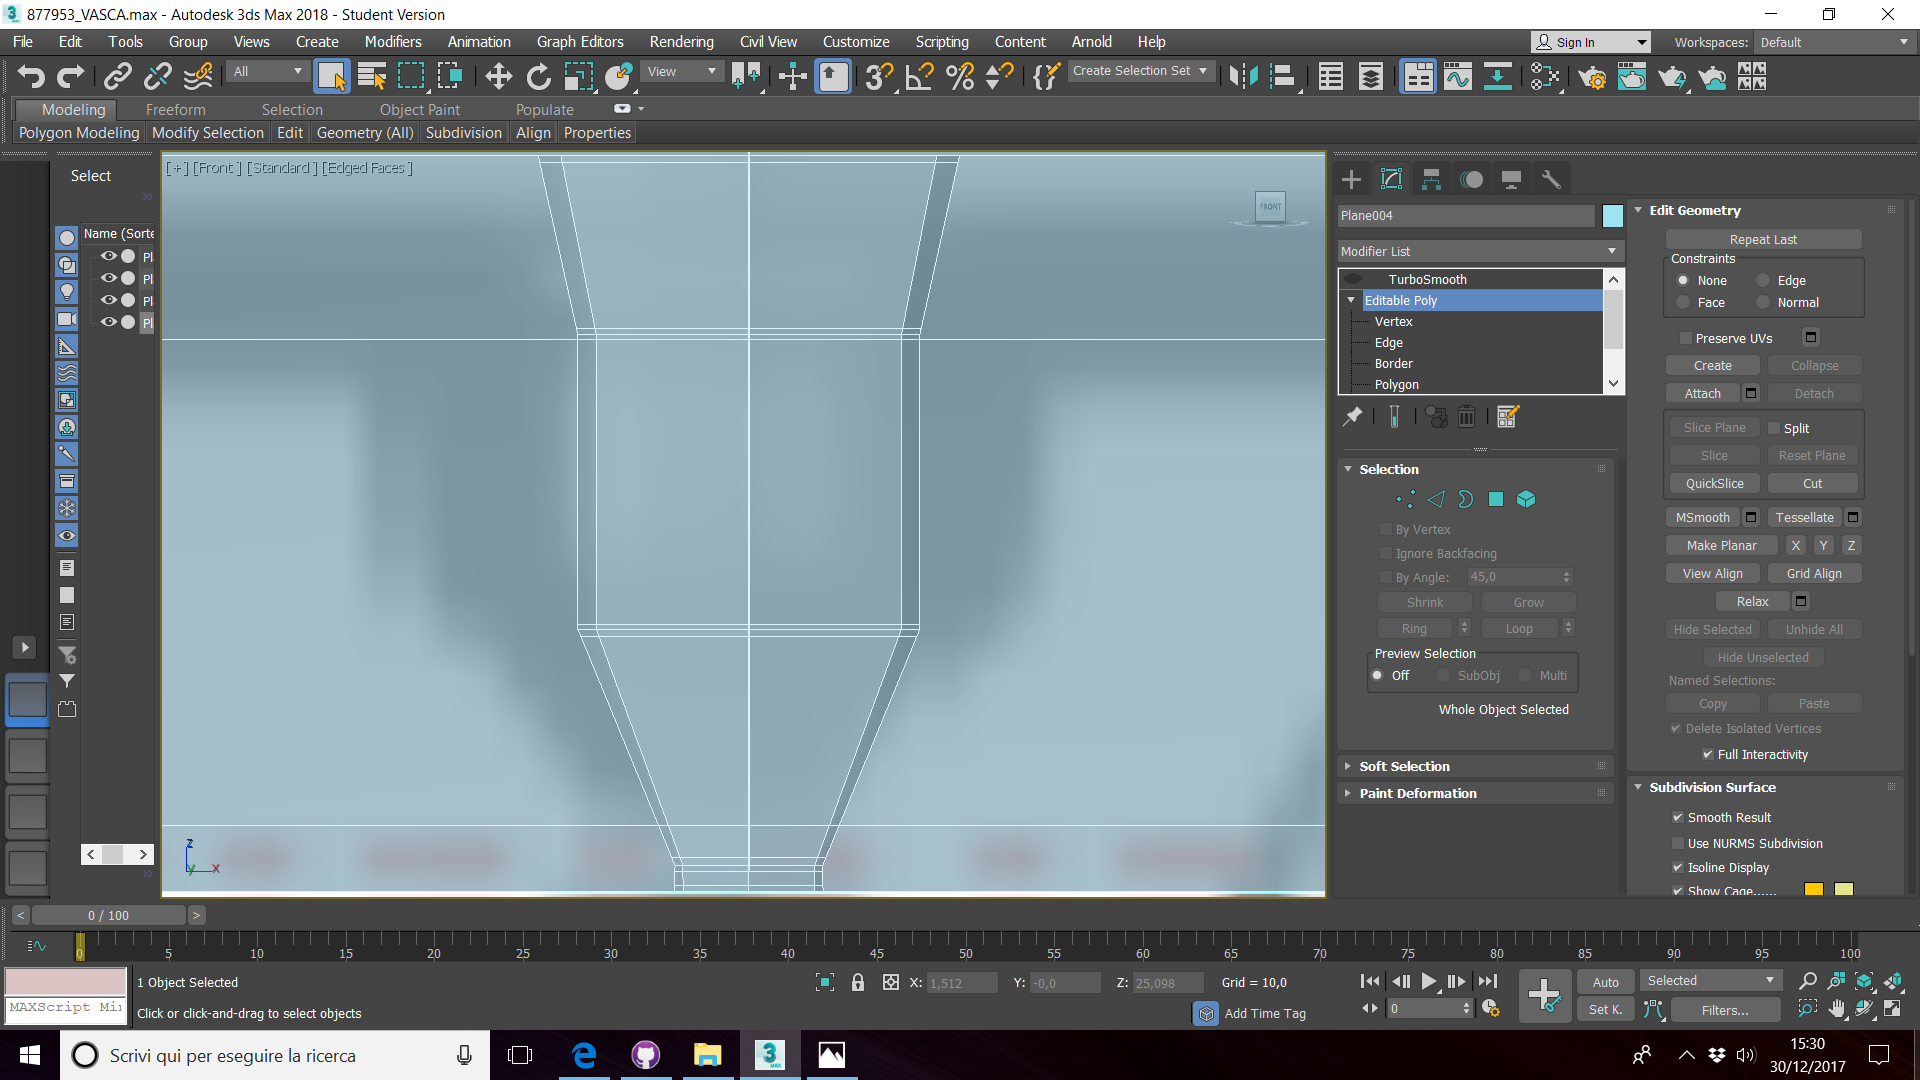 877953_VASCA.max - Autodesk 3ds Max 2018 - Student Version
File Edit Tools Group Views Create Modifiers Animation Graph Editors Rendering Civil View Customize Scripting Content Arnold Help
Sign In Workspaces: Default
All View Create Selection Set
Modeling Freeform Selection Object Paint Populate
Polygon Modeling Modify Selection Edit Geometry (All) Subdivision Align Properties
Select
Name (Sorte
Pl
Pl
Pl
Pl
[ + ] [Front ] [Standard ] [Edged Faces ]
FRONT
z
y x
Plane004
Modifier List
TurboSmooth
Editable Poly
Vertex
Edge
Border
Polygon
Selection
By Vertex
Ignore Backfacing
By Angle: 45,0
Shrink Grow
Ring Loop
Preview Selection
Off SubObj Multi
Whole Object Selected
Soft Selection
Paint Deformation
Edit Geometry
Repeat Last
Constraints
None Edge
Face Normal
Preserve UVs
Create Collapse
Attach Detach
Slice Plane Split
Slice Reset Plane
QuickSlice Cut
MSmooth Tessellate
Make Planar X Y Z
View Align Grid Align
Relax
Hide Selected Unhide All
Hide Unselected
Named Selections:
Copy Paste
Delete Isolated Vertices
Full Interactivity
Subdivision Surface
Smooth Result
Use NURMS Subdivision
Isoline Display
Show Cage......
< 0 / 100 >
0 5 10 15 20 25 30 35 40 45 50 55 60 65 70 75 80 85 90 95 100
1 Object Selected
X: 1,512 Y: -0,0 Z: 25,098 Grid = 10,0
Auto Selected
MAXScript Mi
Click or click-and-drag to select objects
Add Time Tag
0
Set K. Filters...
Scrivi qui per eseguire la ricerca
3
MAX
15:30
30/12/2017